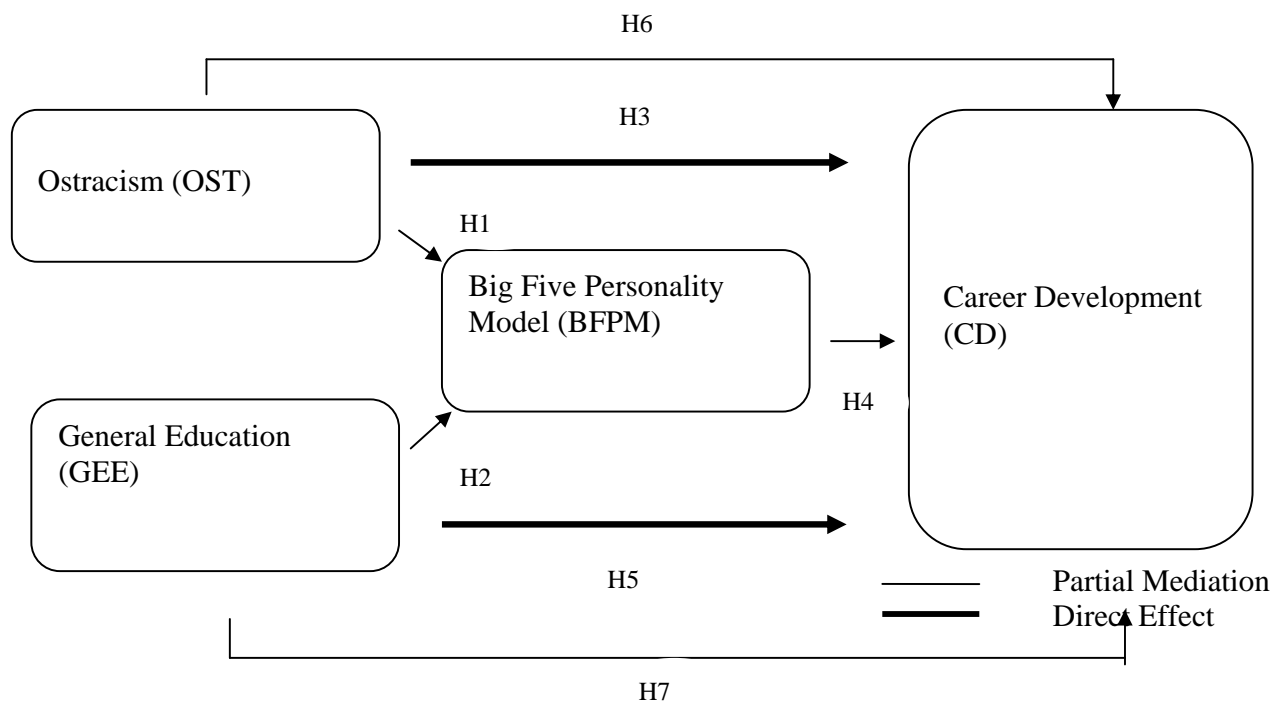 H6
H3
Ostracism (OST)
H1
Big Five Personality
Model (BFPM)
Career Development
(CD)
H4
General Education
(GEE)
H2
H5
Partial Mediation
Direct Effect
H7